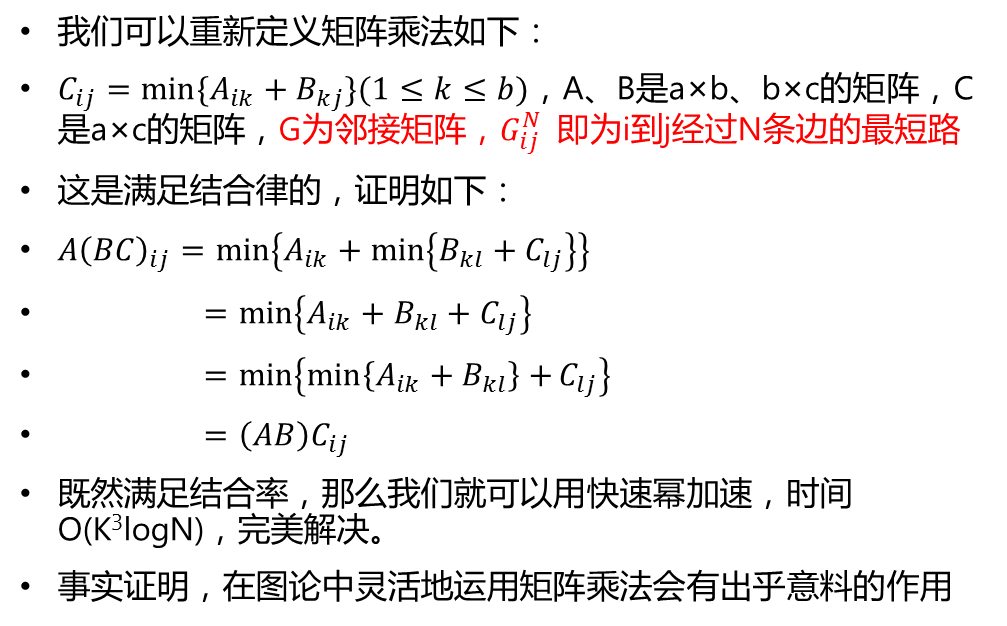 • 我们可以重新定义矩阵乘法如下：
• $C_{ij} = \min\{A_{ik} + B_{kj}\}(1 \le k \le b)$，A、B是a×b、b×c的矩阵，C
是a×c的矩阵，G为邻接矩阵，$G_{ij}^{N}$ 即为i到j经过N条边的最短路
• 这是满足结合律的，证明如下：
• $A(BC)_{ij} = \min\{A_{ik} + \min\{B_{kl} + C_{lj}\}\}$
• $= \min\{A_{ik} + B_{kl} + C_{lj}\}$
• $= \min\{\min\{A_{ik} + B_{kl}\} + C_{lj}\}$
• $= (AB)C_{ij}$
• 既然满足结合率，那么我们就可以用快速幂加速，时间
O(K³logN)，完美解决。
• 事实证明，在图论中灵活地运用矩阵乘法会有出乎意料的作用